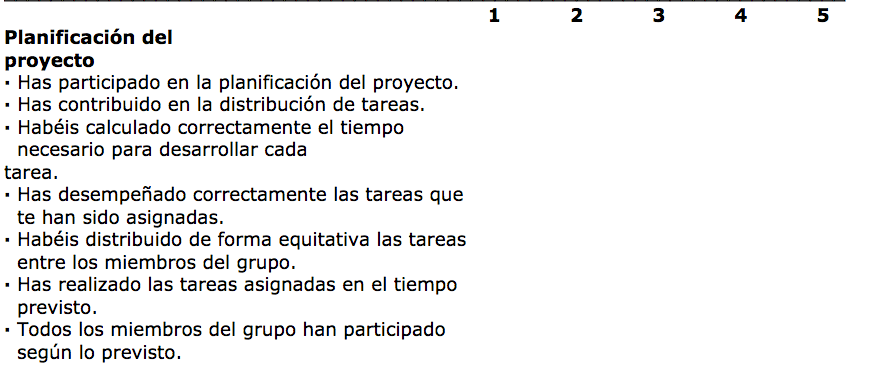 1 2 3 4 5
Planificación del
proyecto
· Has participado en la planificación del proyecto.
· Has contribuido en la distribución de tareas.
· Habéis calculado correctamente el tiempo
necesario para desarrollar cada
tarea.
· Has desempeñado correctamente las tareas que
te han sido asignadas.
· Habéis distribuido de forma equitativa las tareas
entre los miembros del grupo.
· Has realizado las tareas asignadas en el tiempo
previsto.
· Todos los miembros del grupo han participado
según lo previsto.